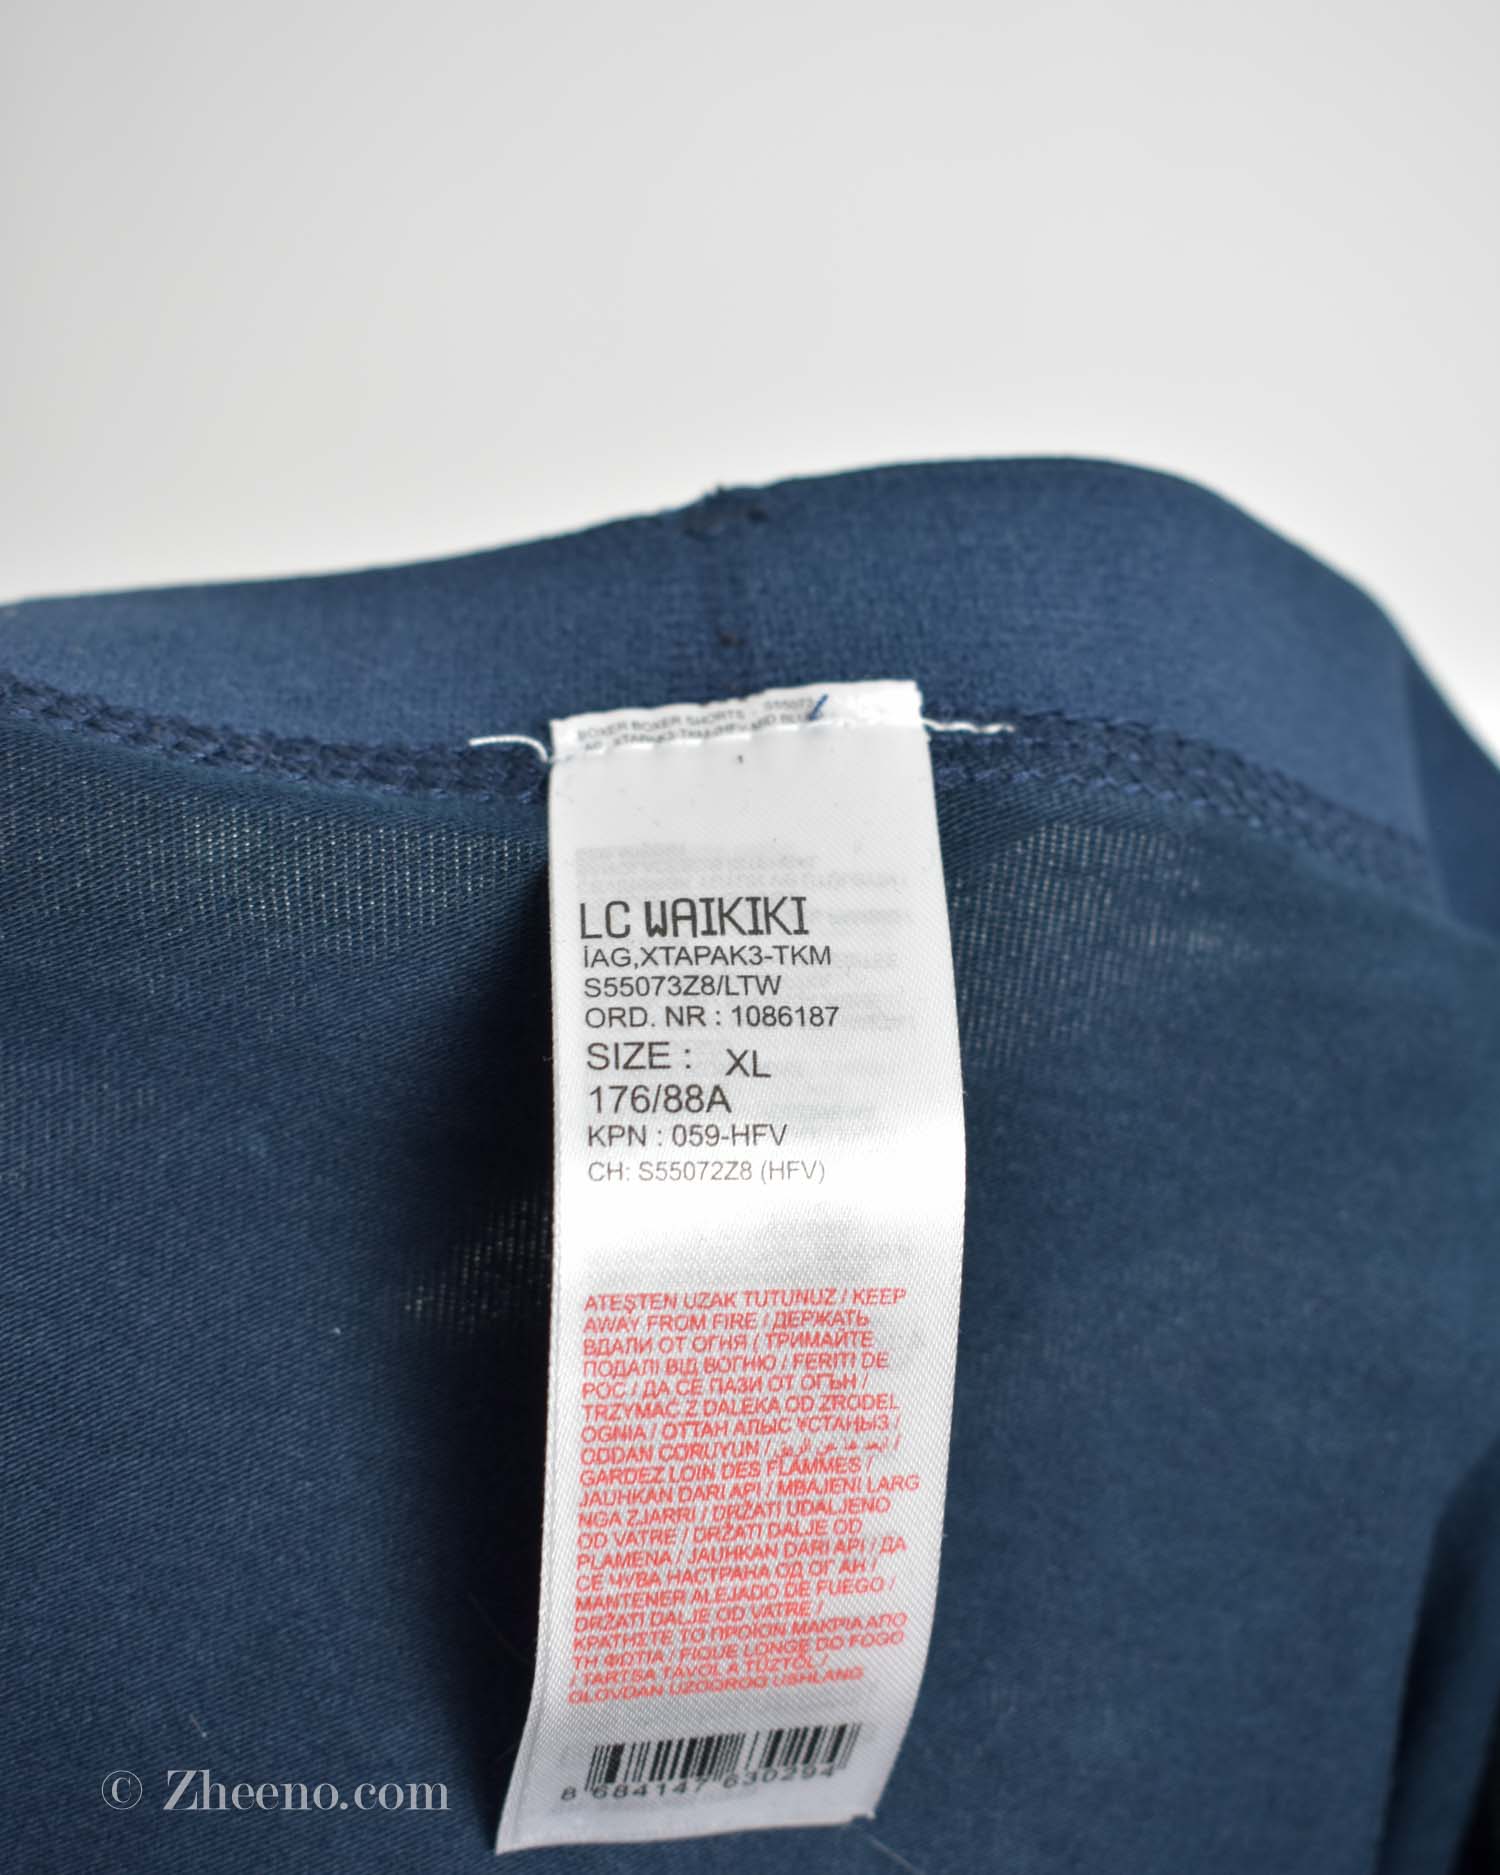 BOXER BOXER SHORTS - S55073
LC WAIKIKI
İAG,XTAPAK3-TKM
S55073Z8/LTW
ORD. NR : 1086187
SIZE : XL
176/88A
KPN : 059-HFV
CH: S55072Z8 (HFV)
ATEŞTEN UZAK TUTUNUZ / KEEP
AWAY FROM FIRE / ДЕРЖАТЬ
ВДАЛИ ОТ ОГНЯ ( ТРИМАЙТЕ
ПОДАЛІ ВІД ВОГНЮ / FERITI DE
FOC / ДА СЕ ПАЗИ ОТ ОГЪН /
TRZYMAĆ Z DALEKA OD ŹRÓDEŁ
OGNIA / ОТТАН АЛЫС ҰСТАҢЫЗ /
ODDAN CORUYUN /
GARDEZ LOIN DES FLAMMES /
JAUHKAN DARI API / MBAJENI LARG
NGA ZJARRI / DRŽATI UDALJENO
OD VATRE / DRŽATI DALJE OD
PLAMENA / JAUHKAN DARI API / ДА
СЕ ЧУВА НАСТРАНА ОД ОГАН /
MANTENER ALEJADO DE FUEGO /
DRŽATI DALJE OD VATRE /
ΚΡΑΤΗΣΤΕ ΤΟ ΠΡΟΙΟΝ ΜΑΚΡΙΑ ΑΠΟ
ΤΗ ΦΩΤΙΑ / FIQUE LONGE DO FOGO
/ TARTSA TÁVOL A TŰZTŐL /
OLOVDAN UZOQROQ USHLANG
8 684147 630294
© Zheeno.com